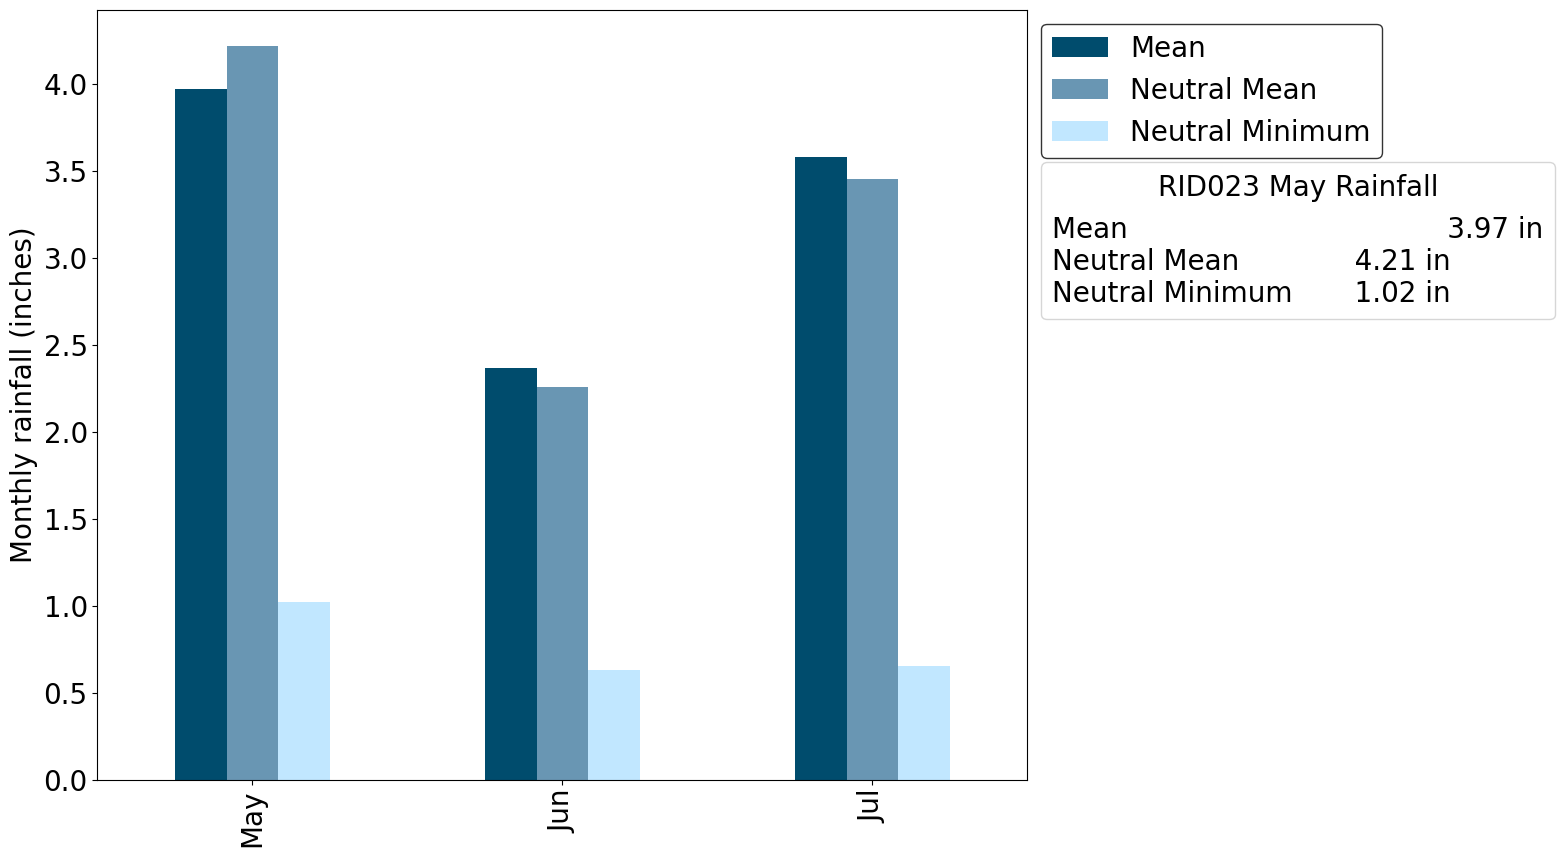 Monthly rainfall (inches)
4.0
3.5
3.0
2.5
2.0
1.5
1.0
0.5
0.0
May
Jun
Jul
Mean
Neutral Mean
Neutral Minimum
RID023 May Rainfall
Mean 3.97 in
Neutral Mean 4.21 in
Neutral Minimum 1.02 in